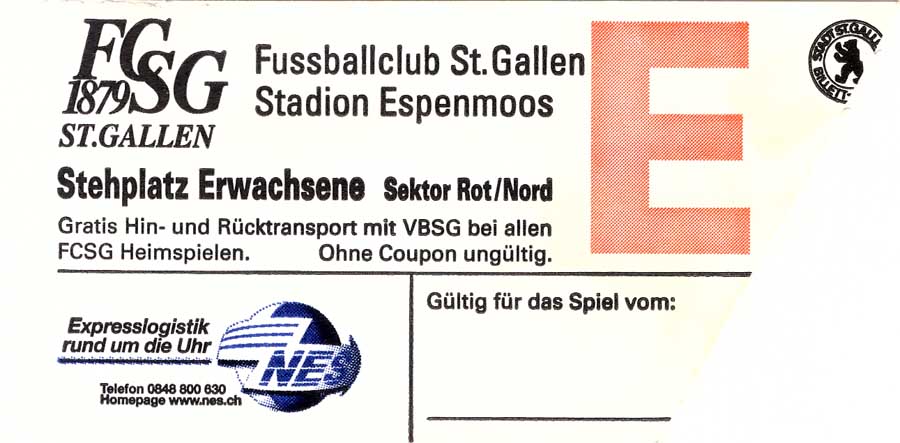 FCSG
1879
ST.GALLEN
Fussballclub St.Gallen
Stadion Espenmoos
E
STADT ST.GALL
BILLETT
Stehplatz Erwachsene Sektor Rot/Nord
Gratis Hin- und Rücktransport mit VBSG bei allen
FCSG Heimspielen. Ohne Coupon ungültig.
Expresslogistik
rund um die Uhr
NES
Telefon 0848 800 630
Homepage www.nes.ch
Gültig für das Spiel vom: